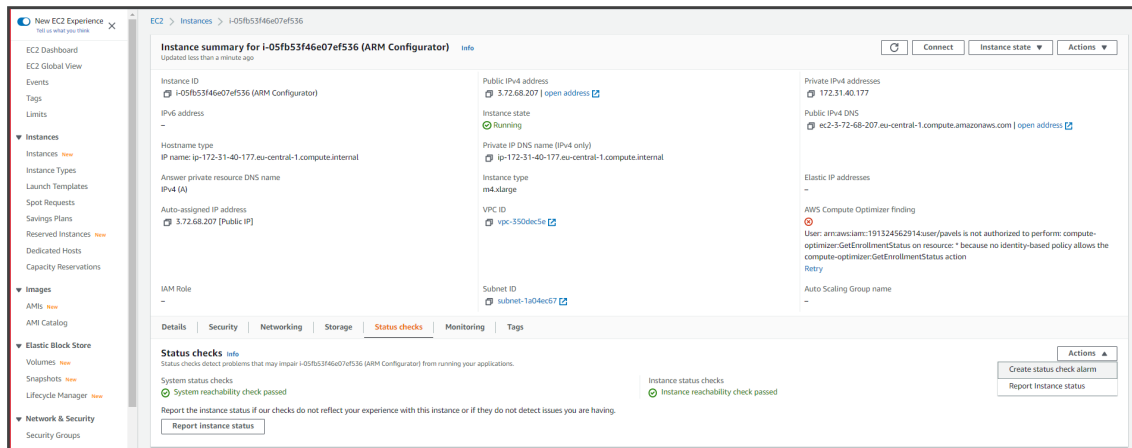 New EC2 Experience
Tell us what you think
EC2 Dashboard
EC2 Global View
Events
Tags
Limits
Instances
Instances New
Instance Types
Launch Templates
Spot Requests
Savings Plans
Reserved Instances New
Dedicated Hosts
Capacity Reservations
Images
AMIs New
AMI Catalog
Elastic Block Store
Volumes New
Snapshots New
Lifecycle Manager New
Network & Security
Security Groups
EC2 > Instances > i-05fb53f46e07ef536
Instance summary for i-05fb53f46e07ef536 (ARM Configurator) Info
Updated less than a minute ago
Connect
Instance state
Actions
Instance ID
i-05fb53f46e07ef536 (ARM Configurator)
Public IPv4 address
3.72.68.207 | open address
Private IPv4 addresses
172.31.40.177
IPv6 address
–
Instance state
Running
Public IPv4 DNS
ec2-3-72-68-207.eu-central-1.compute.amazonaws.com | open address
Hostname type
IP name: ip-172-31-40-177.eu-central-1.compute.internal
Private IP DNS name (IPv4 only)
ip-172-31-40-177.eu-central-1.compute.internal
Answer private resource DNS name
IPv4 (A)
Instance type
m4.xlarge
Elastic IP addresses
–
Auto-assigned IP address
3.72.68.207 [Public IP]
VPC ID
vpc-350dec5e
AWS Compute Optimizer finding
User: arn:aws:iam::191324562914:user/pavels is not authorized to perform: compute-
optimizer:GetEnrollmentStatus on resource: * because no identity-based policy allows the
compute-optimizer:GetEnrollmentStatus action
Retry
IAM Role
–
Subnet ID
subnet-1a04ec67
Auto Scaling Group name
–
Details
Security
Networking
Storage
Status checks
Monitoring
Tags
Status checks Info
Status checks detect problems that may impair i-05fb53f46e07ef536 (ARM Configurator) from running your applications.
Actions
Create status check alarm
Report instance status
System status checks
System reachability check passed
Instance status checks
Instance reachability check passed
Report the instance status if our checks do not reflect your experience with this instance or if they do not detect issues you are having.
Report instance status